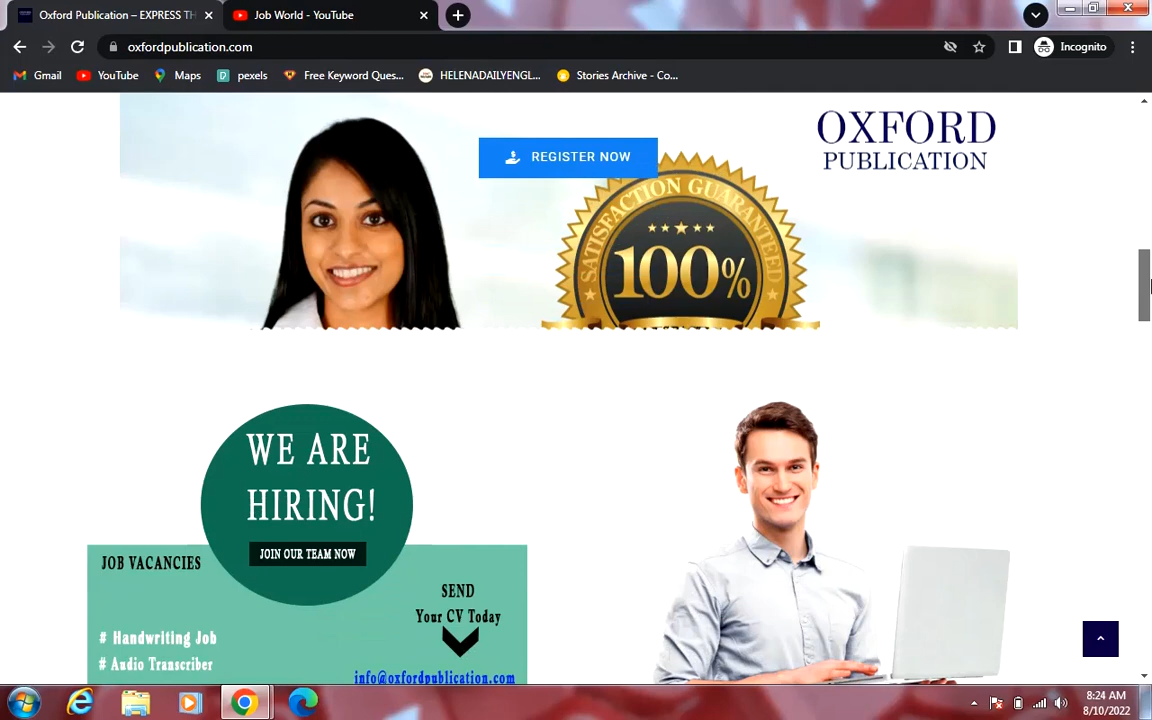 Oxford Publication – EXPRESS TH
Job World - YouTube
oxfordpublication.com
Incognito
Gmail
YouTube
Maps
pexels
Free Keyword Ques...
HELENADAILYENGL...
Stories Archive - Co...
OXFORD
PUBLICATION
REGISTER NOW
SATISFACTION GUARANTEED
100%
WE ARE
HIRING!
JOIN OUR TEAM NOW
JOB VACANCIES
SEND
Your CV Today
# Handwriting Job
# Audio Transcriber
info@oxfordpublication.com
8:24 AM
8/10/2022